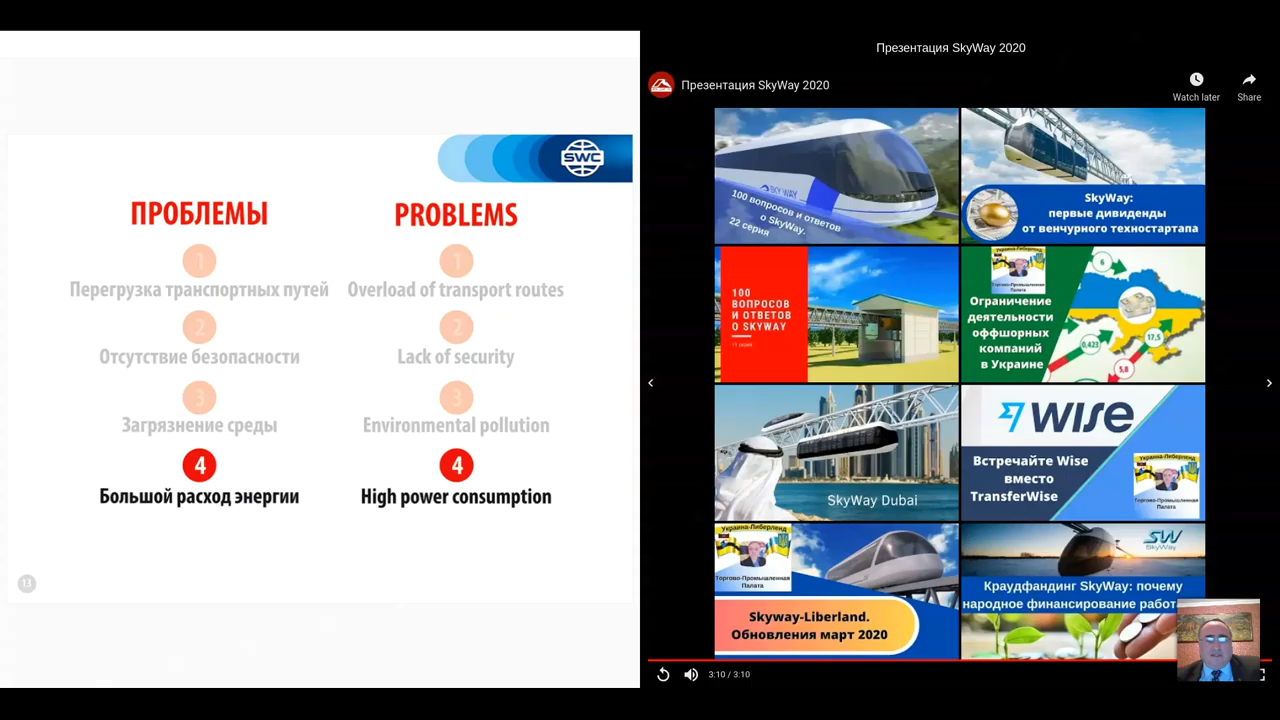 SWC
ПРОБЛЕМЫ
PROBLEMS
1
1
Перегрузка транспортных путей
Overload of transport routes
2
2
Отсутствие безопасности
Lack of security
3
3
Загрязнение среды
Environmental pollution
4
4
Большой расход энергии
High power consumption
13
Презентация SkyWay 2020
Презентация SkyWay 2020
Watch later
Share
SKY WAY
100 вопросов и ответов
о SkyWay.
22 серия
SkyWay:
первые дивиденды
от венчурного техностартапа
100
ВОПРОСОВ
И ОТВЕТОВ
О SKYWAY
11 серия
Украина-Либерленд
Торгово-Промышленная
Палата
Ограничение
деятельности
оффшорных
компаний
в Украине
6
0,423
17,5
5,8
SkyWay Dubai
WISE
Встречайте Wise
вместо
TransferWise
Украина-Либерленд
Торгово-Промышленная
Палата
Украина-Либерленд
Торгово-Промышленная
Палата
Skyway-Liberland.
Обновления март 2020
SW
SkyWay
Краудфандинг SkyWay: почему
народное финансирование работ
3:10 / 3:10